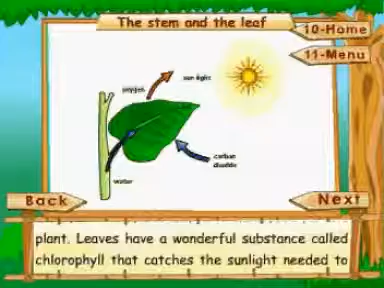 The stem and the leaf
10-Home
11-Menu
sun light
oxygen
carbon
dioxide
water
Back
Next
plant. Leaves have a wonderful substance called
chlorophyll that catches the sunlight needed to